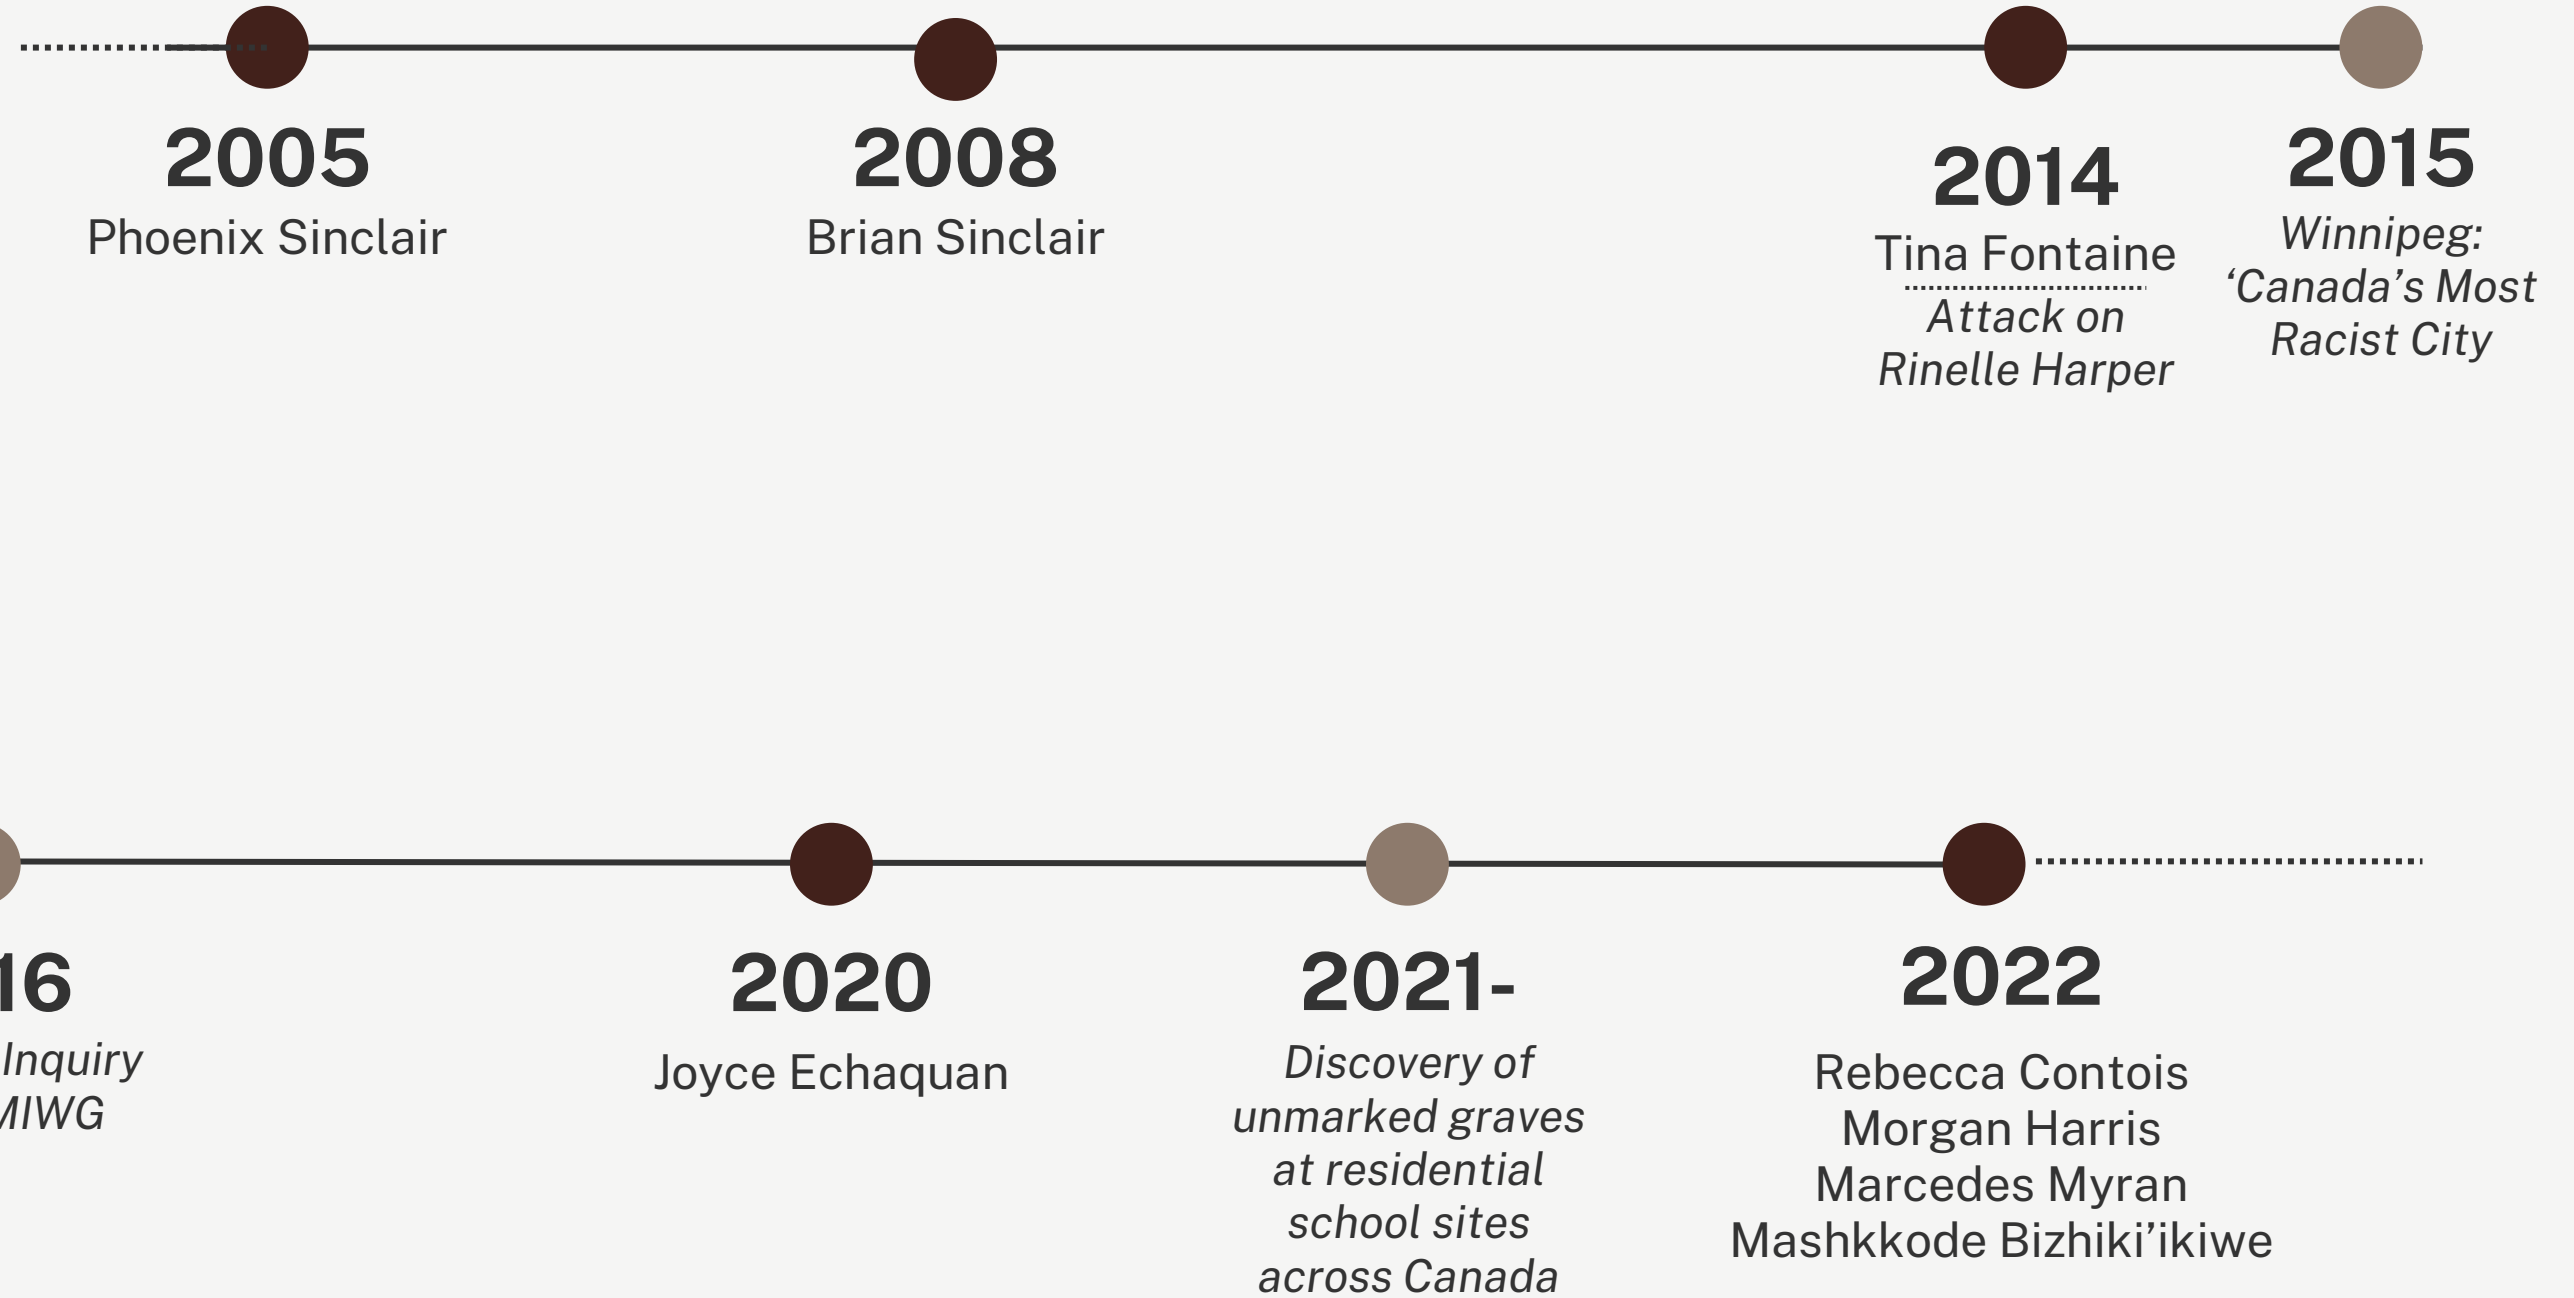 2005
Phoenix Sinclair
2008
Brian Sinclair
2014
Tina Fontaine
Attack on
Rinelle Harper
2015
Winnipeg:
‘Canada’s Most
Racist City
16
Inquiry
MIWG
2020
Joyce Echaquan
2021-
Discovery of
unmarked graves
at residential
school sites
across Canada
2022
Rebecca Contois
Morgan Harris
Marcedes Myran
Mashkkode Bizhiki’ikiwe